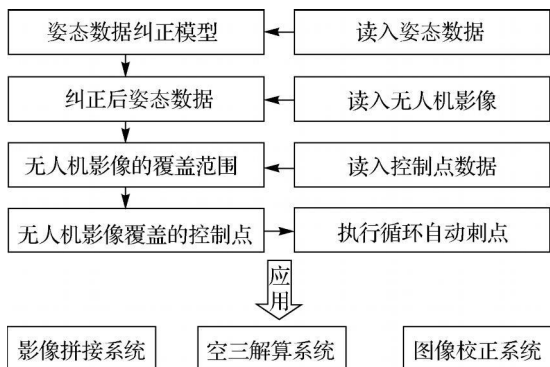 姿态数据纠正模型
读入姿态数据
纠正后姿态数据
读入无人机影像
无人机影像的覆盖范围
读入控制点数据
无人机影像覆盖的控制点
执行循环自动刺点
应用
影像拼接系统
空三解算系统
图像校正系统